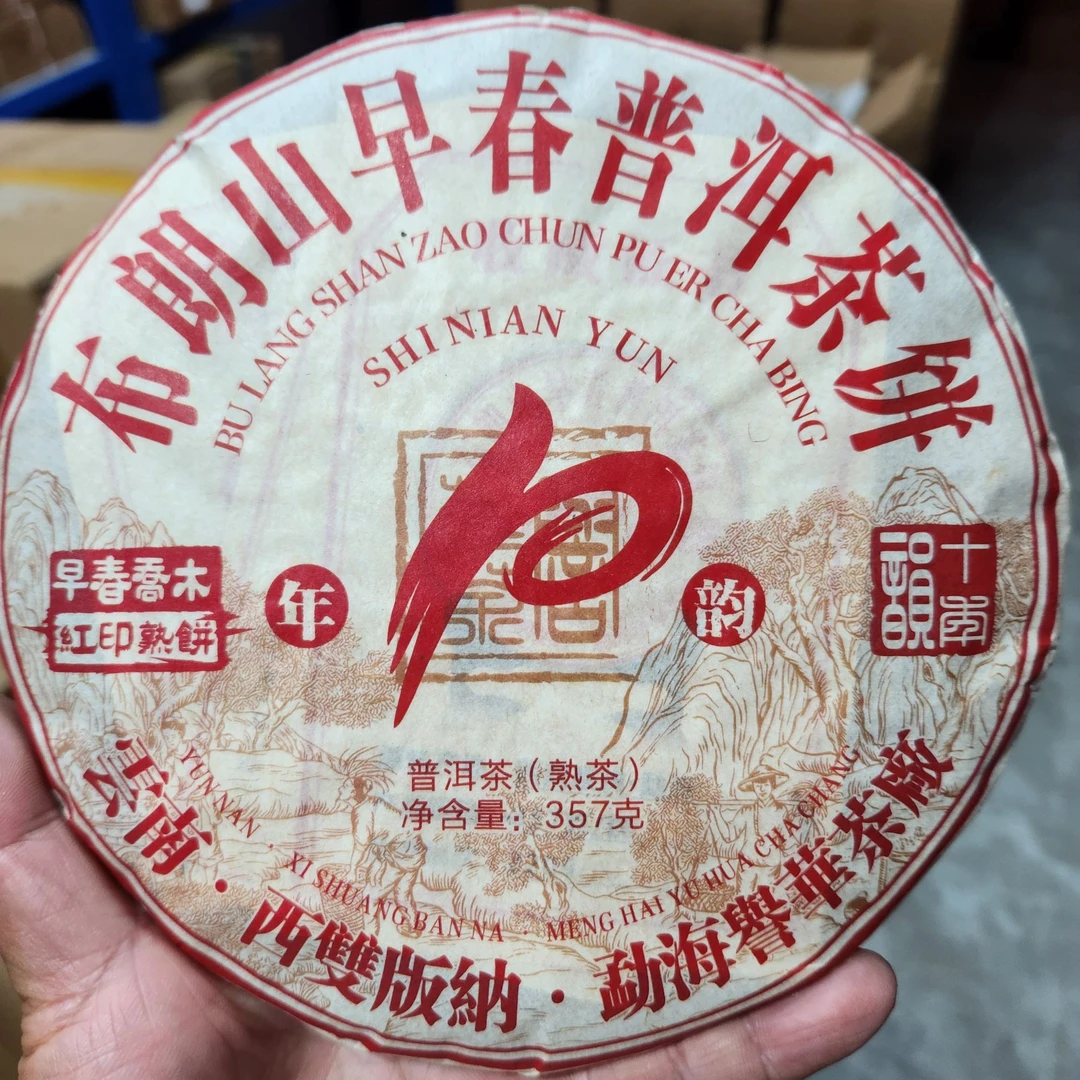 布朗山早春普洱茶饼
BU LANG SHAN ZAO CHUN PU ER CHA BING
SHI NIAN YUN
10
年
韵
早春喬木
紅印熟餅
十年
韻
普洱茶（熟茶）
净含量：357克
YUN NAN · XI SHUANG BAN NA · MENG HAI YU HUA CHA CHANG
雲南·西雙版納·勐海譽華茶廠